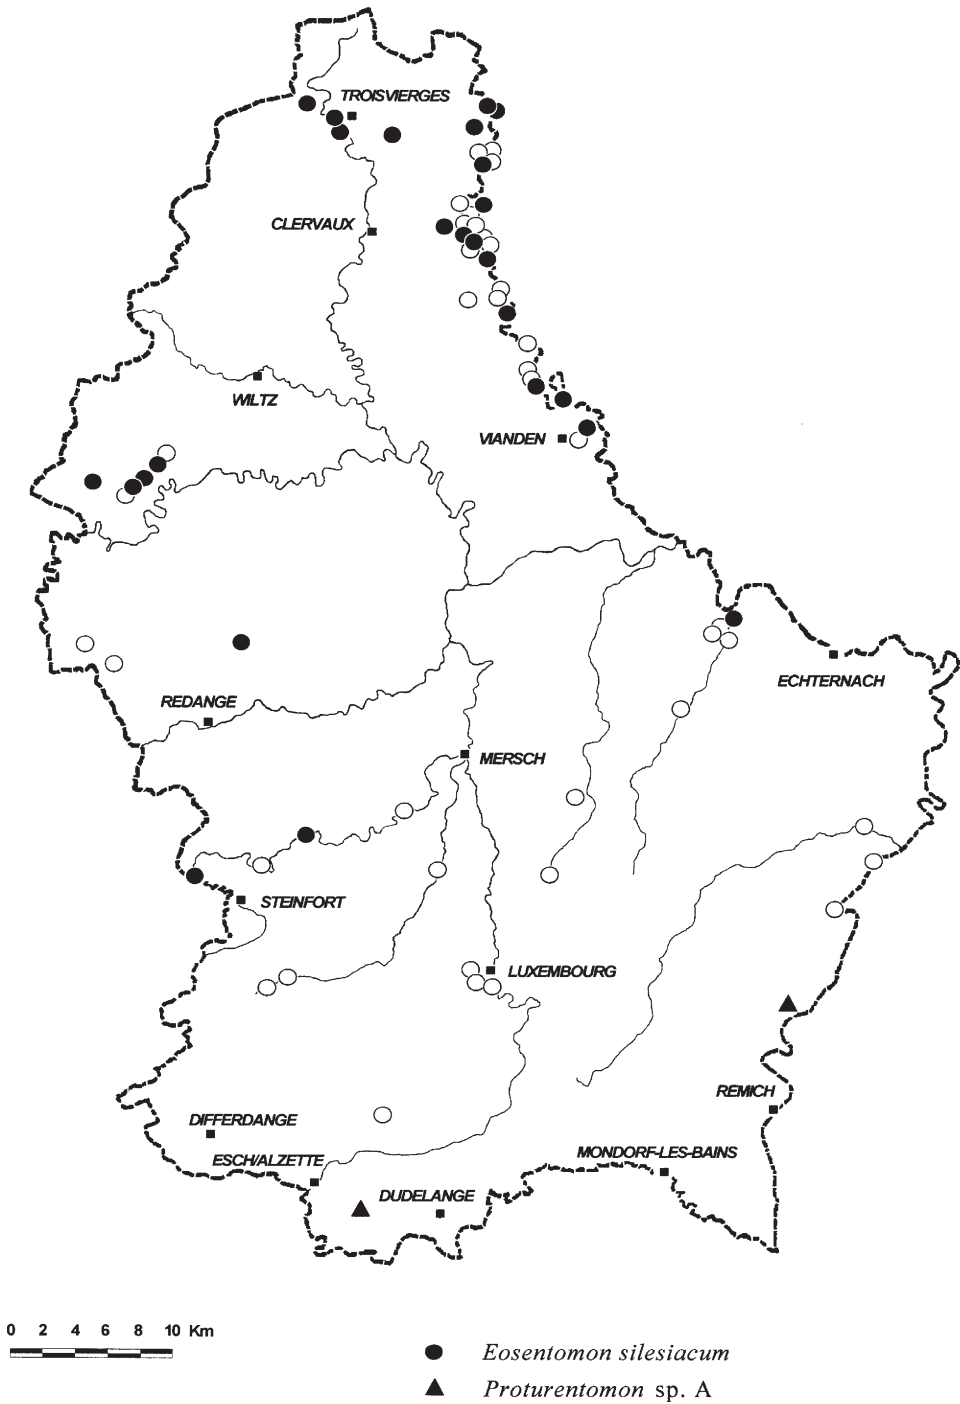 TROISVIERGES
CLERVAUX
WILTZ
VIANDEN
ECHTERNACH
REDANGE
MERSCH
STEINFORT
LUXEMBOURG
REMICH
DIFFERDANGE
MONDORF-LES-BAINS
ESCH/ALZETTE
DUDELANGE
0 2 4 6 8 10 Km
Eosentomon silesiacum
Proturentomon sp. A